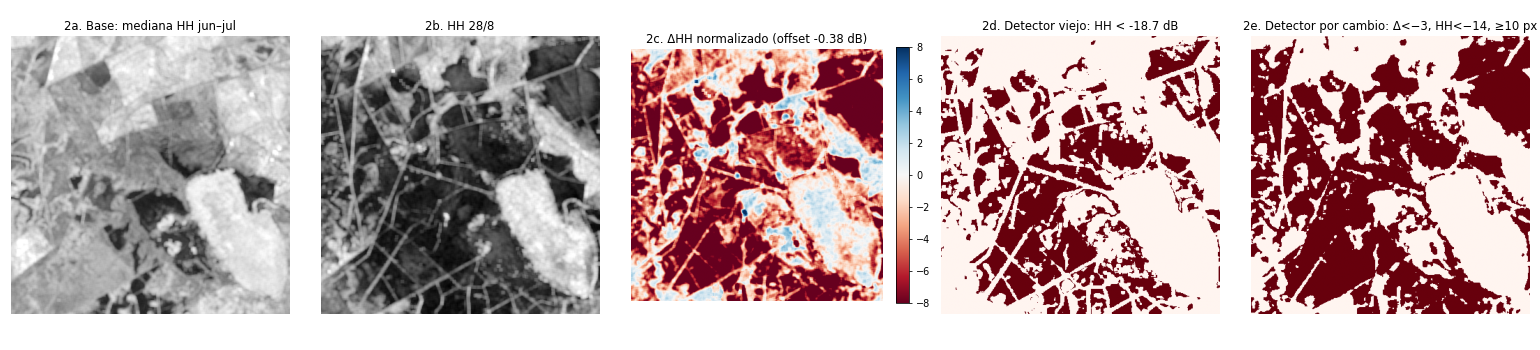 2a. Base: mediana HH jun–jul
2b. HH 28/8
2c. ΔHH normalizado (offset -0.38 dB)
8
6
4
2
0
−2
−4
−6
−8
2d. Detector viejo: HH < -18.7 dB
2e. Detector por cambio: Δ<−3, HH<−14, ≥10 px